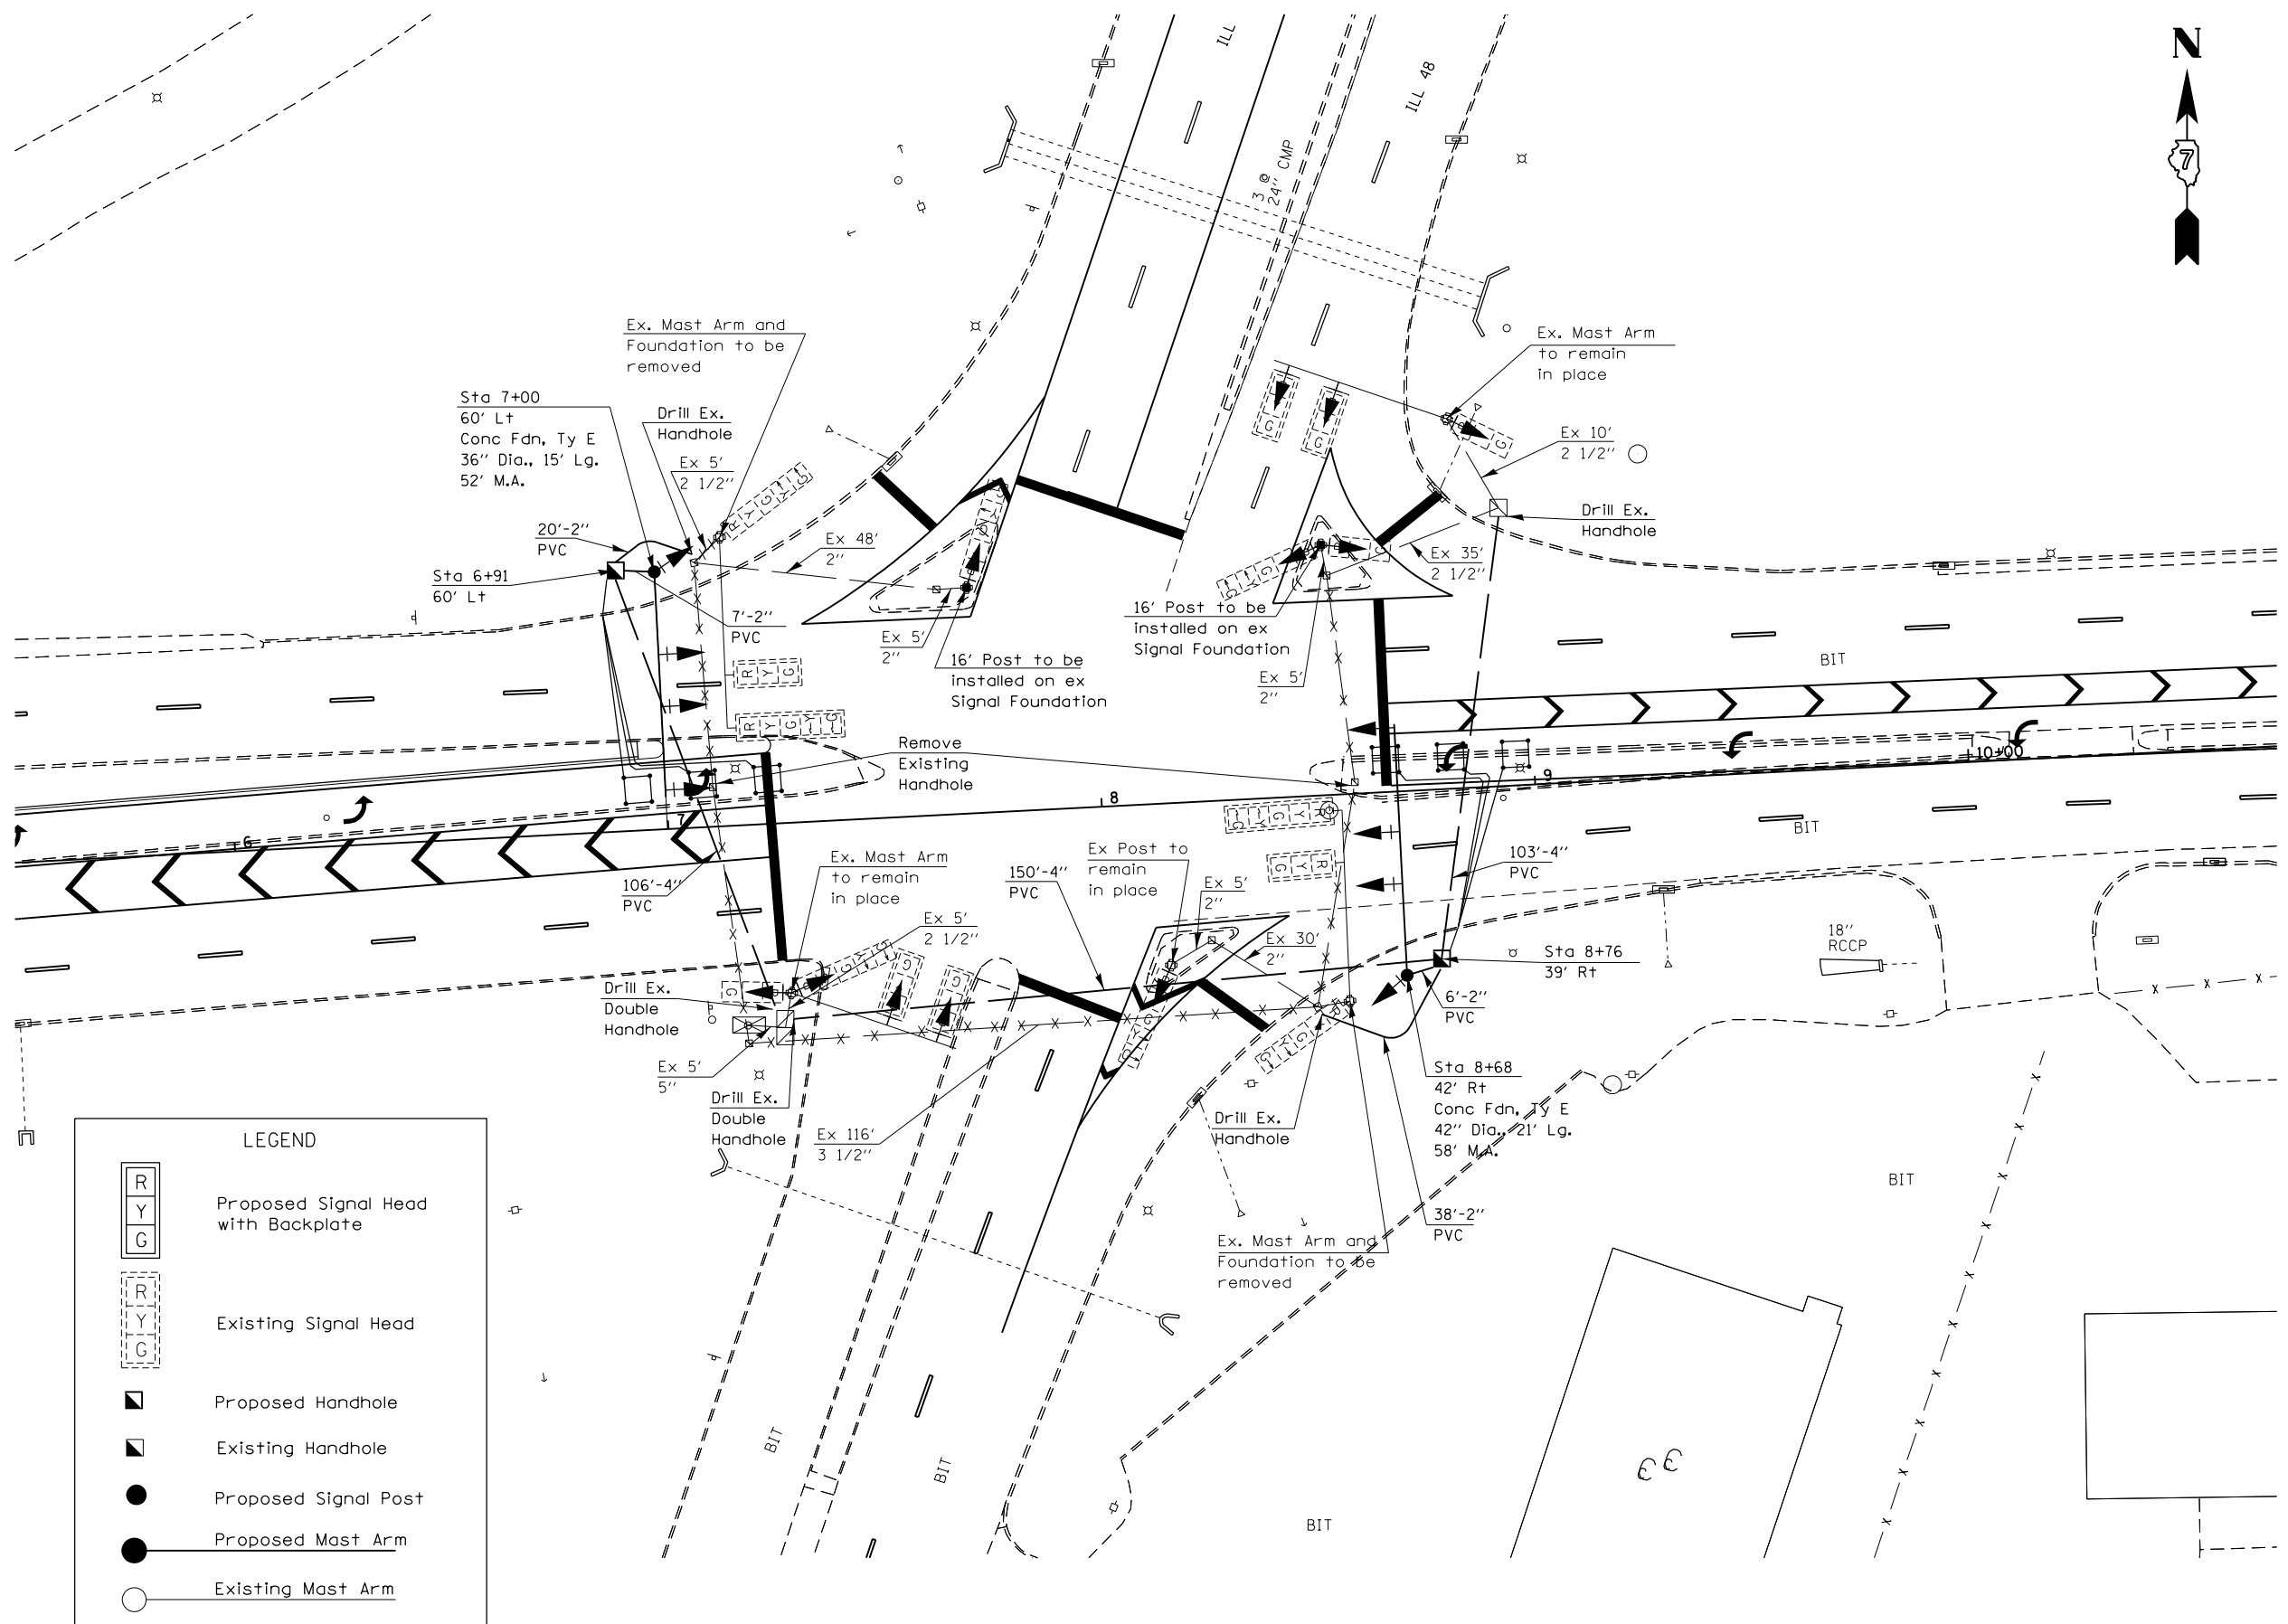 ILL
ILL 48
N
7
3 @
24" CMP
Ex. Mast Arm and
Foundation to be
removed
Ex. Mast Arm
to remain
in place
Sta 7+00
60' Lt
Conc Fdn, Ty E
36" Dia., 15' Lg.
52' M.A.
Drill Ex.
Handhole
Ex 5'
2 1/2"
Ex 10'
2 1/2"
G
G
G
R Y G Y G
Drill Ex.
Handhole
20'-2"
PVC
Ex 48'
2"
Ex 35'
2 1/2"
Sta 6+91
60' Lt
7'-2"
PVC
Ex 5'
2"
16' Post to be
installed on ex
Signal Foundation
16' Post to be
installed on ex
Signal Foundation
Ex 5'
2"
BIT
R Y G
R Y G Y G
Remove
Existing
Handhole
10+00
9
8
7
6
G Y G Y R
G Y R
BIT
Ex. Mast Arm
to remain
in place
Ex Post to
remain
in place
150'-4"
PVC
103'-4"
PVC
106'-4"
PVC
Ex 5'
2"
Ex 5'
2 1/2"
Ex 30'
2"
18"
RCCP
Sta 8+76
39' Rt
G
G
G
Drill Ex.
Double
Handhole
6'-2"
PVC
Ex 5'
5"
Sta 8+68
42' Rt
Conc Fdn, Ty E
42" Dia., 21' Lg.
58' M.A.
Drill Ex.
Double
Handhole
Drill Ex.
Handhole
Ex 116'
3 1/2"
BIT
38'-2"
PVC
Ex. Mast Arm and
Foundation to be
removed
BIT
BIT
BIT
LEGEND
R
Y
G
Proposed Signal Head
with Backplate
R
Y
G
Existing Signal Head
Proposed Handhole
Existing Handhole
Proposed Signal Post
Proposed Mast Arm
Existing Mast Arm